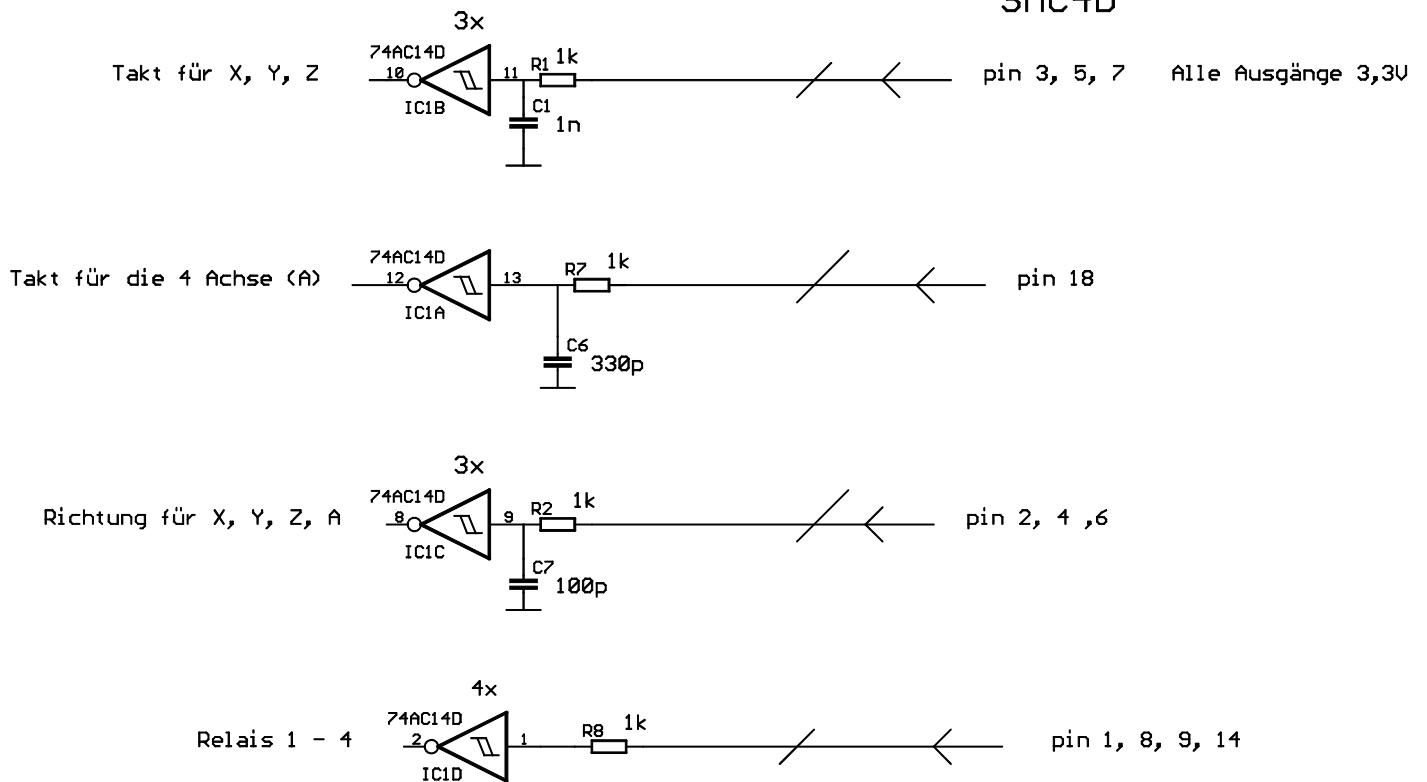 SMC4D
3x
74AC14D
Takt für X, Y, Z
10
11
R1
1k
IC1B
C1
1n
pin 3, 5, 7
Alle Ausgänge 3,3V
74AC14D
Takt für die 4 Achse (A)
12
13
R7
1k
IC1A
C6
330p
pin 18
3x
74AC14D
Richtung für X, Y, Z, A
8
9
R2
1k
IC1C
C7
100p
pin 2, 4 ,6
4x
74AC14D
Relais 1 - 4
2
1
R8
1k
IC1D
pin 1, 8, 9, 14